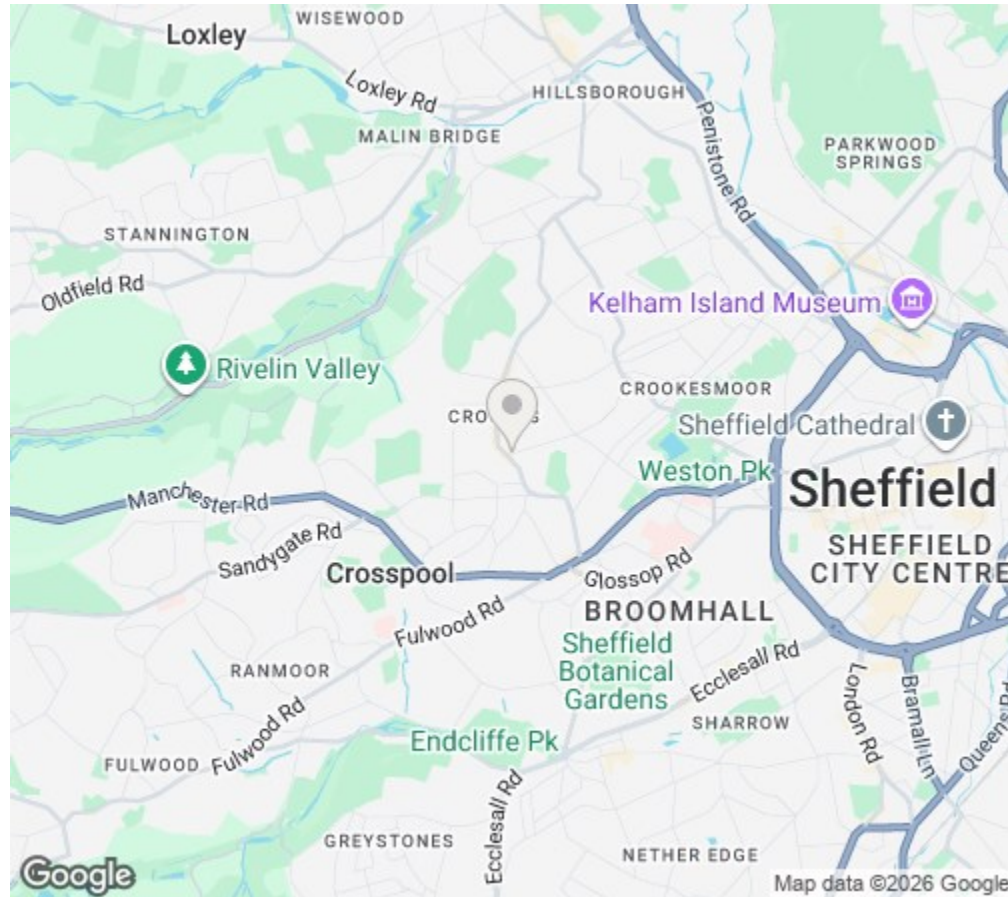 WISEWOOD
Loxley
Loxley Rd
HILLSBOROUGH
MALIN BRIDGE
Penistone Rd
PARKWOOD
SPRINGS
STANNINGTON
Oldfield Rd
Kelham Island Museum
Rivelin Valley
CROOKESMOOR
Sheffield Cathedral
Weston Pk
Manchester Rd
Sheffield
Sandygate Rd
SHEFFIELD
CITY CENTRE
Crosspool
Glossop Rd
BROOMHALL
Fulwood Rd
Sheffield
Botanical
Gardens
Ecclesall Rd
RANMOOR
London Rd
Bramall Ln
Fulwood Rd
SHARROW
Endcliffe Pk
FULWOOD
Ecclesall Rd
GREYSTONES
NETHER EDGE
Google
Map data ©2026 Google